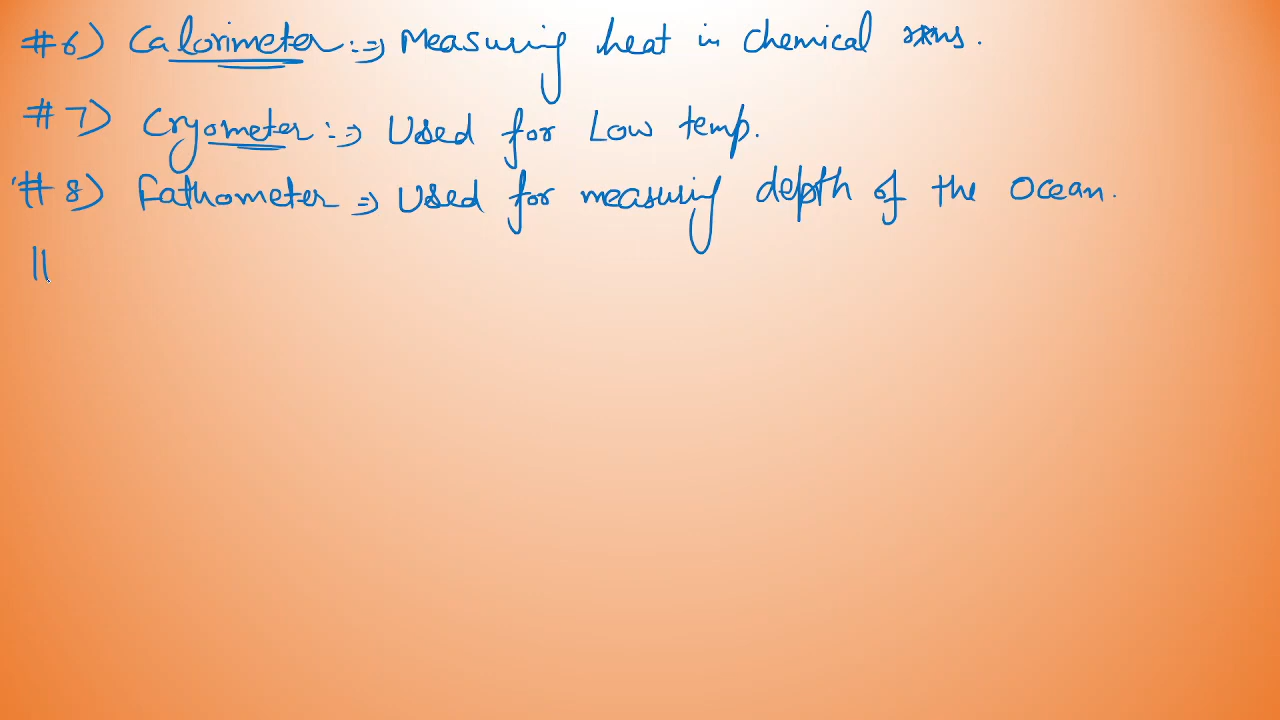 #6) Calorimeter :⇒ Measuring heat in chemical rxns.
#7) Cryometer :⇒ Used for Low temp.
#8) Fathometer ⇒ Used for measuring depth of the Ocean.